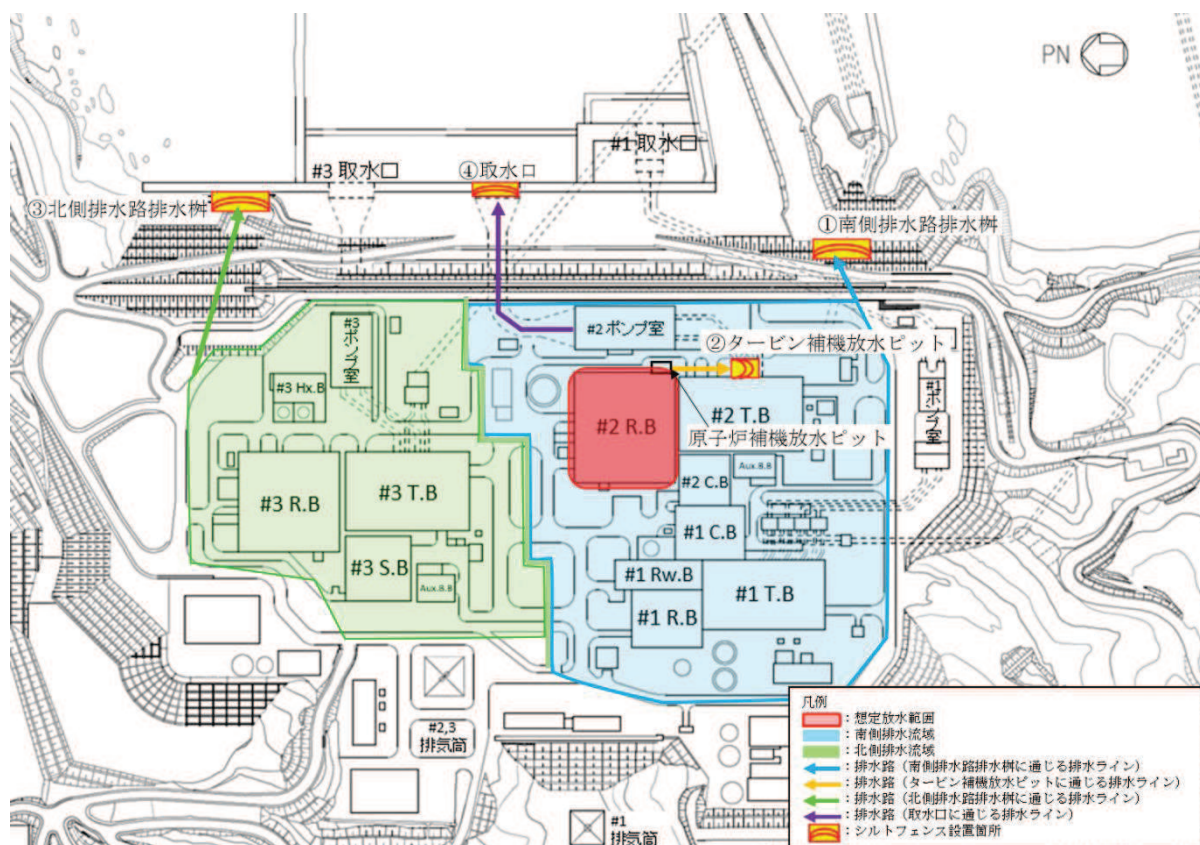 PN
#1 取水口
#3 取水口
④取水口
③北側排水路排水桝
①南側排水路排水桝
#3
ポンプ室
#2 ポンプ室
②タービン補機放水ピット
#3 Hx.B
#1
ポンプ室
#2 R.B
#2 T.B
原子炉補機放水ピット
#2 C.B
Aux.B.B
#3 R.B
#3 T.B
#1 C.B
#3 S.B
Aux.B.B
#1 Rw.B
#1 R.B
#1 T.B
#2,3
排気筒
#1
排気筒
凡例
：想定放水範囲
：南側排水流域
：北側排水流域
：排水路（南側排水路排水桝に通じる排水ライン）
：排水路（タービン補機放水ピットに通じる排水ライン）
：排水路（北側排水路排水桝に通じる排水ライン）
：排水路（取水口に通じる排水ライン）
：シルトフェンス設置箇所